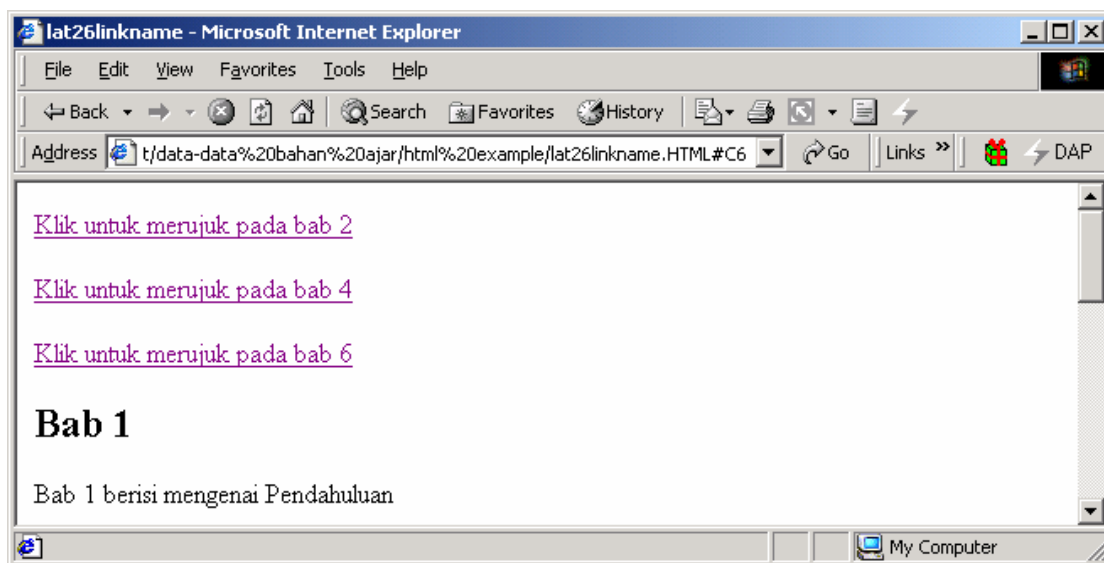 lat26linkname - Microsoft Internet Explorer
File Edit View Favorites Tools Help
Back Search Favorites History
Address t/data-data%20bahan%20ajar/html%20example/lat26linkname.HTML#C6 Go Links » DAP
Klik untuk merujuk pada bab 2
Klik untuk merujuk pada bab 4
Klik untuk merujuk pada bab 6
Bab 1
Bab 1 berisi mengenai Pendahuluan
My Computer